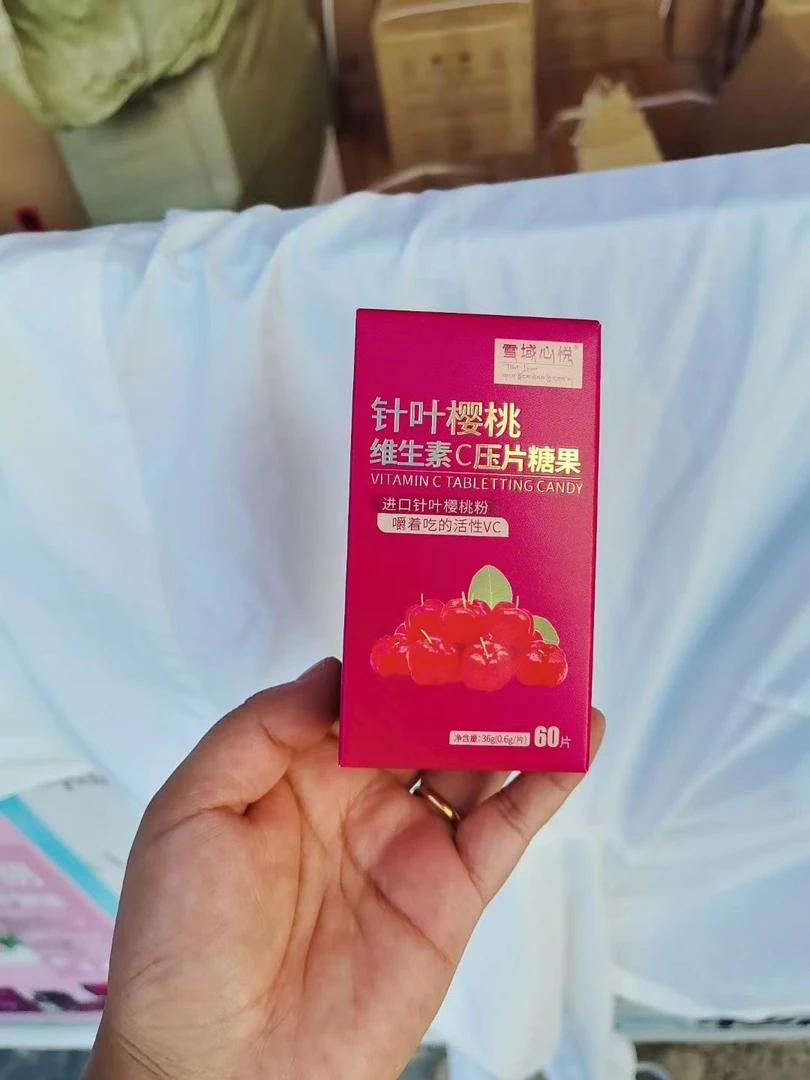 雪域心悦®
针叶樱桃
维生素C压片糖果
VITAMIN C TABLETTING CANDY
进口针叶樱桃粉
嚼着吃的活性VC
净含量:36g(0.6g/片)
60片